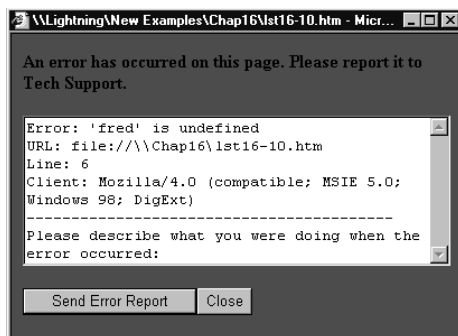 \\Lightning\New Examples\Chap16\lst16-10.htm - Micr...
An error has occurred on this page. Please report it to
Tech Support.
Error: 'fred' is undefined
URL: file://\\Chap16\lst16-10.htm
Line: 6
Client: Mozilla/4.0 (compatible; MSIE 5.0;
Windows 98; DigExt)
-----------------------------------------
Please describe what you were doing when the
error occurred:
Send Error Report Close